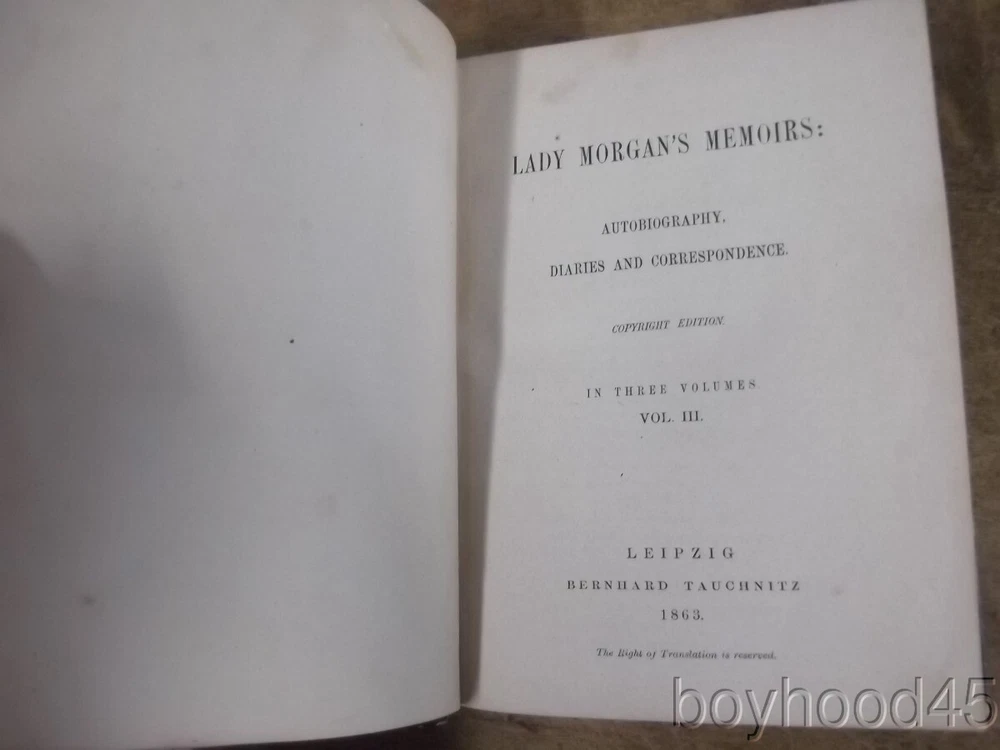 LADY MORGAN'S MEMOIRS:
AUTOBIOGRAPHY,
DIARIES AND CORRESPONDENCE.
COPYRIGHT EDITION.
IN THREE VOLUMES.
VOL. III.
LEIPZIG
BERNHARD TAUCHNITZ
1863.
The Right of Translation is reserved.
boyhood45